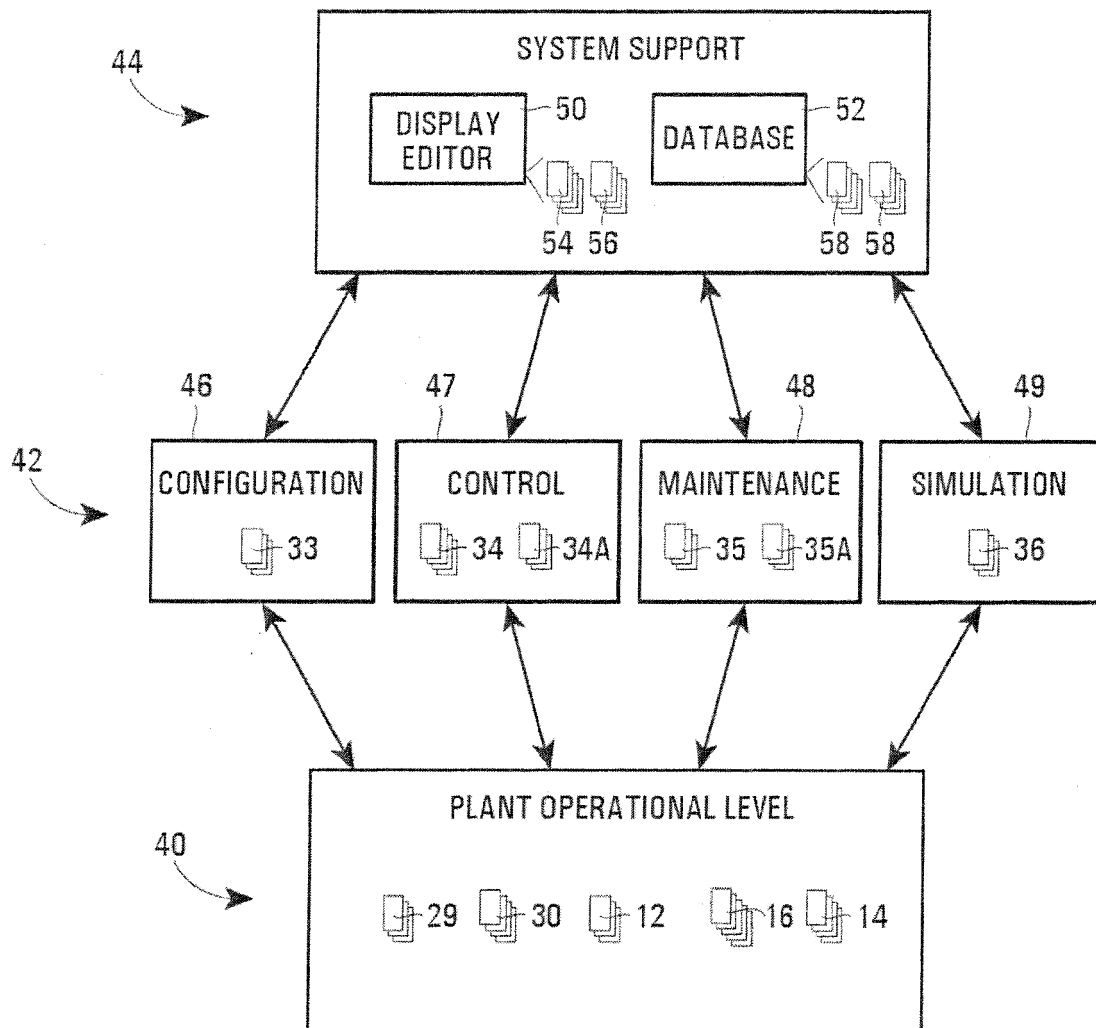 SYSTEM SUPPORT
44
50
52
DISPLAY
EDITOR
DATABASE
54 56
58 58
46
47
48
49
42
CONFIGURATION
CONTROL
MAINTENANCE
SIMULATION
33
34 34A
35 35A
36
PLANT OPERATIONAL LEVEL
40
29 30 12 16 14